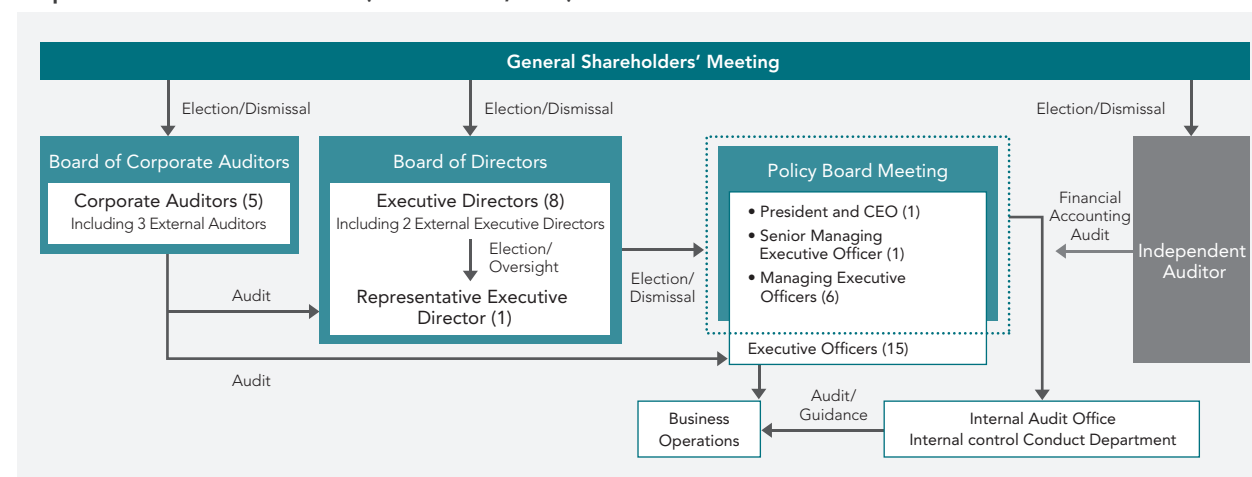 General Shareholders' Meeting
Election/Dismissal
Election/Dismissal
Election/Dismissal
Board of Corporate Auditors
Corporate Auditors (5)
Including 3 External Auditors
Board of Directors
Executive Directors (8)
Including 2 External Executive Directors
Election/
Oversight
Representative Executive
Director (1)
Audit
Audit
Election/
Dismissal
Policy Board Meeting
• President and CEO (1)
• Senior Managing
Executive Officer (1)
• Managing Executive
Officers (6)
Executive Officers (15)
Financial
Accounting
Audit
Independent
Auditor
Business
Operations
Audit/
Guidance
Internal Audit Office
Internal control Conduct Department